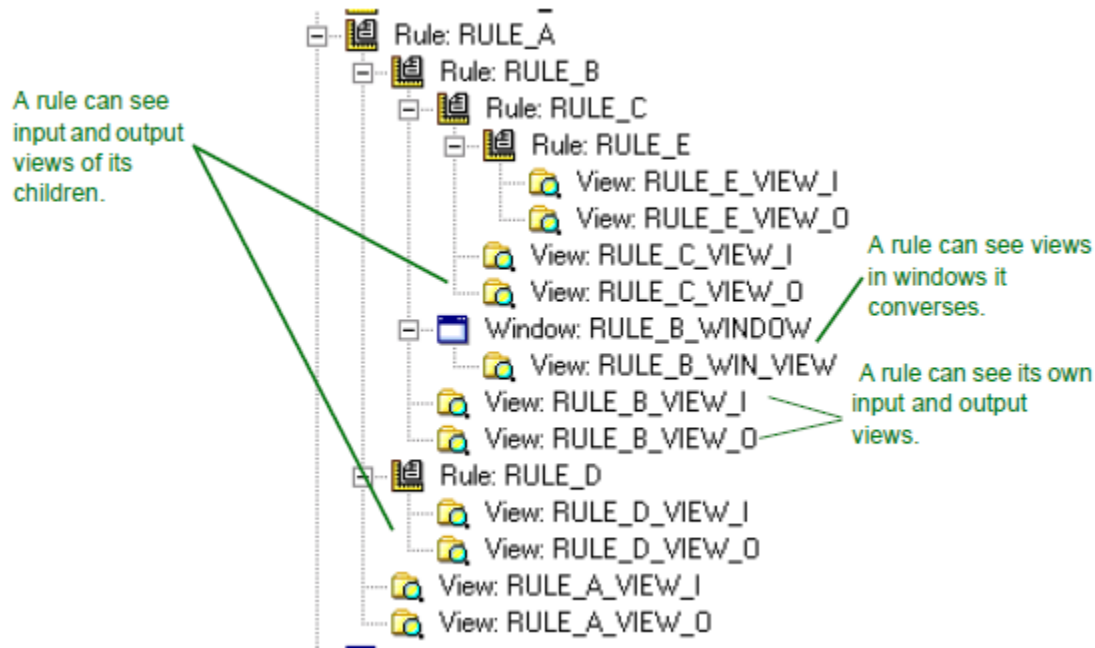 Rule: RULE_A
Rule: RULE_B
A rule can see
input and output
views of its
children.
Rule: RULE_C
Rule: RULE_E
View: RULE_E_VIEW_I
View: RULE_E_VIEW_O
View: RULE_C_VIEW_I
View: RULE_C_VIEW_O
A rule can see views
in windows it
converses.
Window: RULE_B_WINDOW
View: RULE_B_WIN_VIEW
A rule can see its own
input and output
views.
View: RULE_B_VIEW_I
View: RULE_B_VIEW_O
Rule: RULE_D
View: RULE_D_VIEW_I
View: RULE_D_VIEW_O
View: RULE_A_VIEW_I
View: RULE_A_VIEW_O